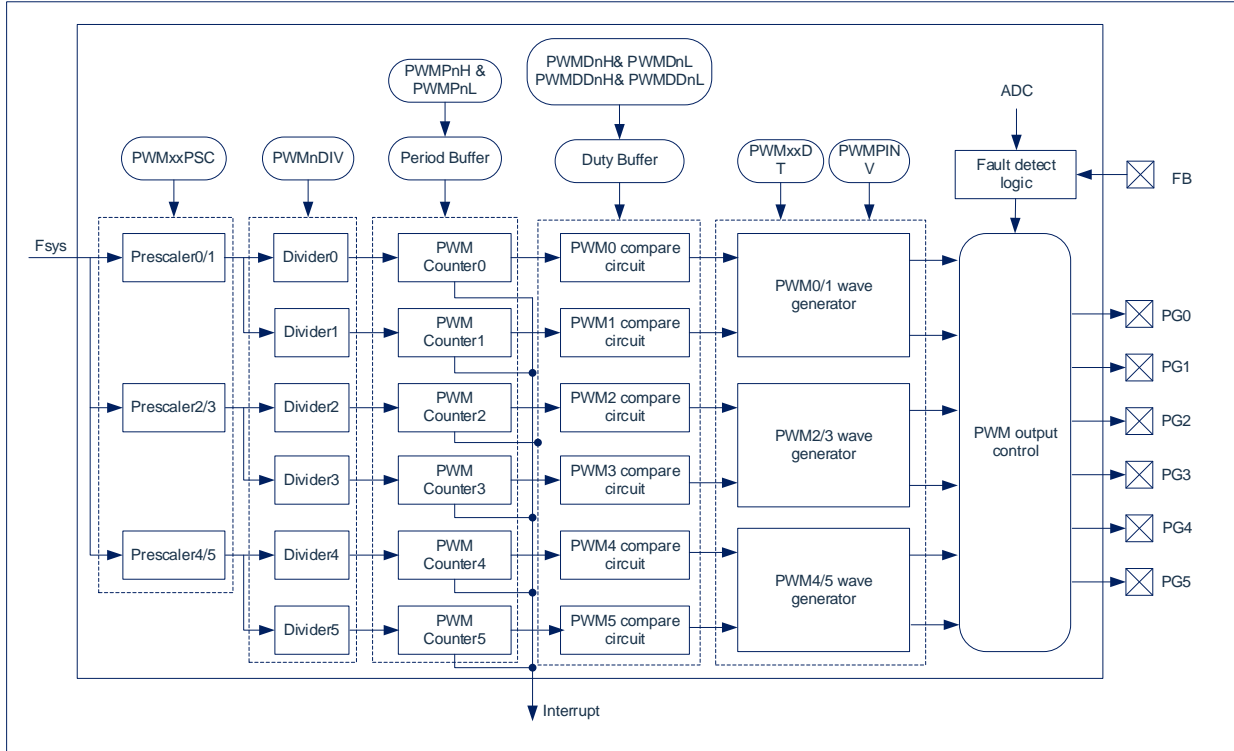 PWMDnH& PWMDnL
PWMDDnH& PWMDDnL
PWMPnH &
PWMPnL
ADC
PWMxxPSC
PWMnDIV
Period Buffer
Duty Buffer
PWMxxD
T
PWMPIN
V
Fault detect
logic
FB
Fsys
Prescaler0/1
Divider0
PWM
Counter0
PWM0 compare
circuit
PWM0/1 wave
generator
Divider1
PWM
Counter1
PWM1 compare
circuit
Prescaler2/3
Divider2
PWM
Counter2
PWM2 compare
circuit
PWM2/3 wave
generator
Divider3
PWM
Counter3
PWM3 compare
circuit
Prescaler4/5
Divider4
PWM
Counter4
PWM4 compare
circuit
PWM4/5 wave
generator
Divider5
PWM
Counter5
PWM5 compare
circuit
PWM output
control
PG0
PG1
PG2
PG3
PG4
PG5
Interrupt